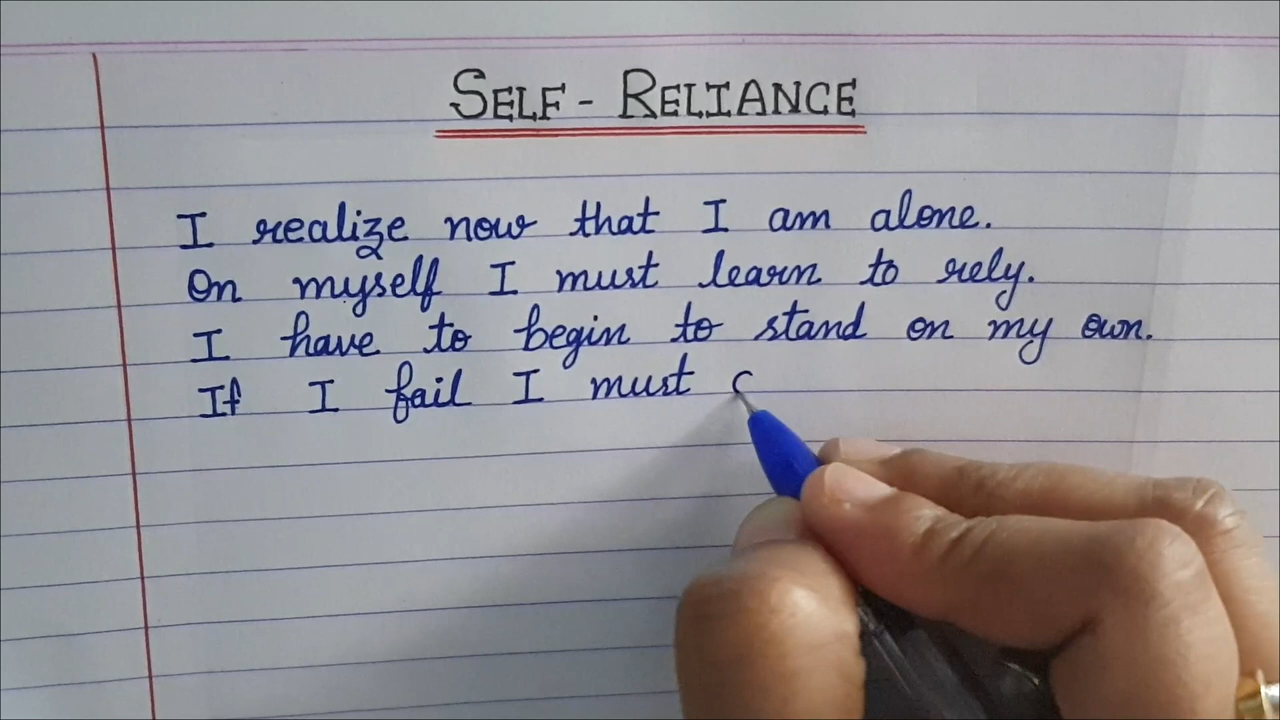 SELF - RELIANCE
I realize now that I am alone.
On myself I must learn to rely.
I have to begin to stand on my own.
If I fail I must